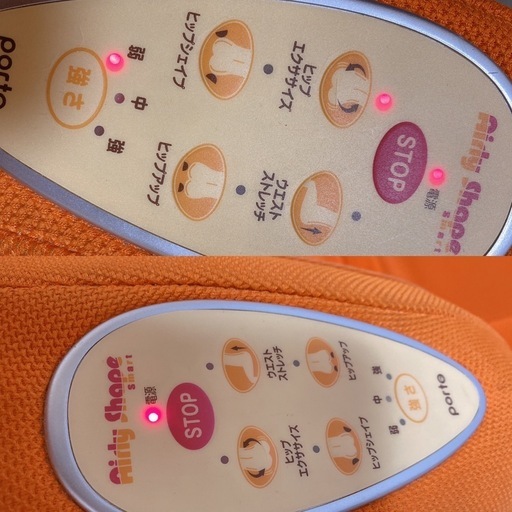 Airly Shape
smart
電源
STOP
ヒップ
エクササイズ
ウエスト
ストレッチ
ヒップシェイプ
ヒップアップ
強さ
弱
中
強
porto
Airly Shape
smart
電源
STOP
ウエスト
ストレッチ
ヒップ
エクササイズ
ヒップアップ
ヒップシェイプ
強さ
強
中
弱
porto